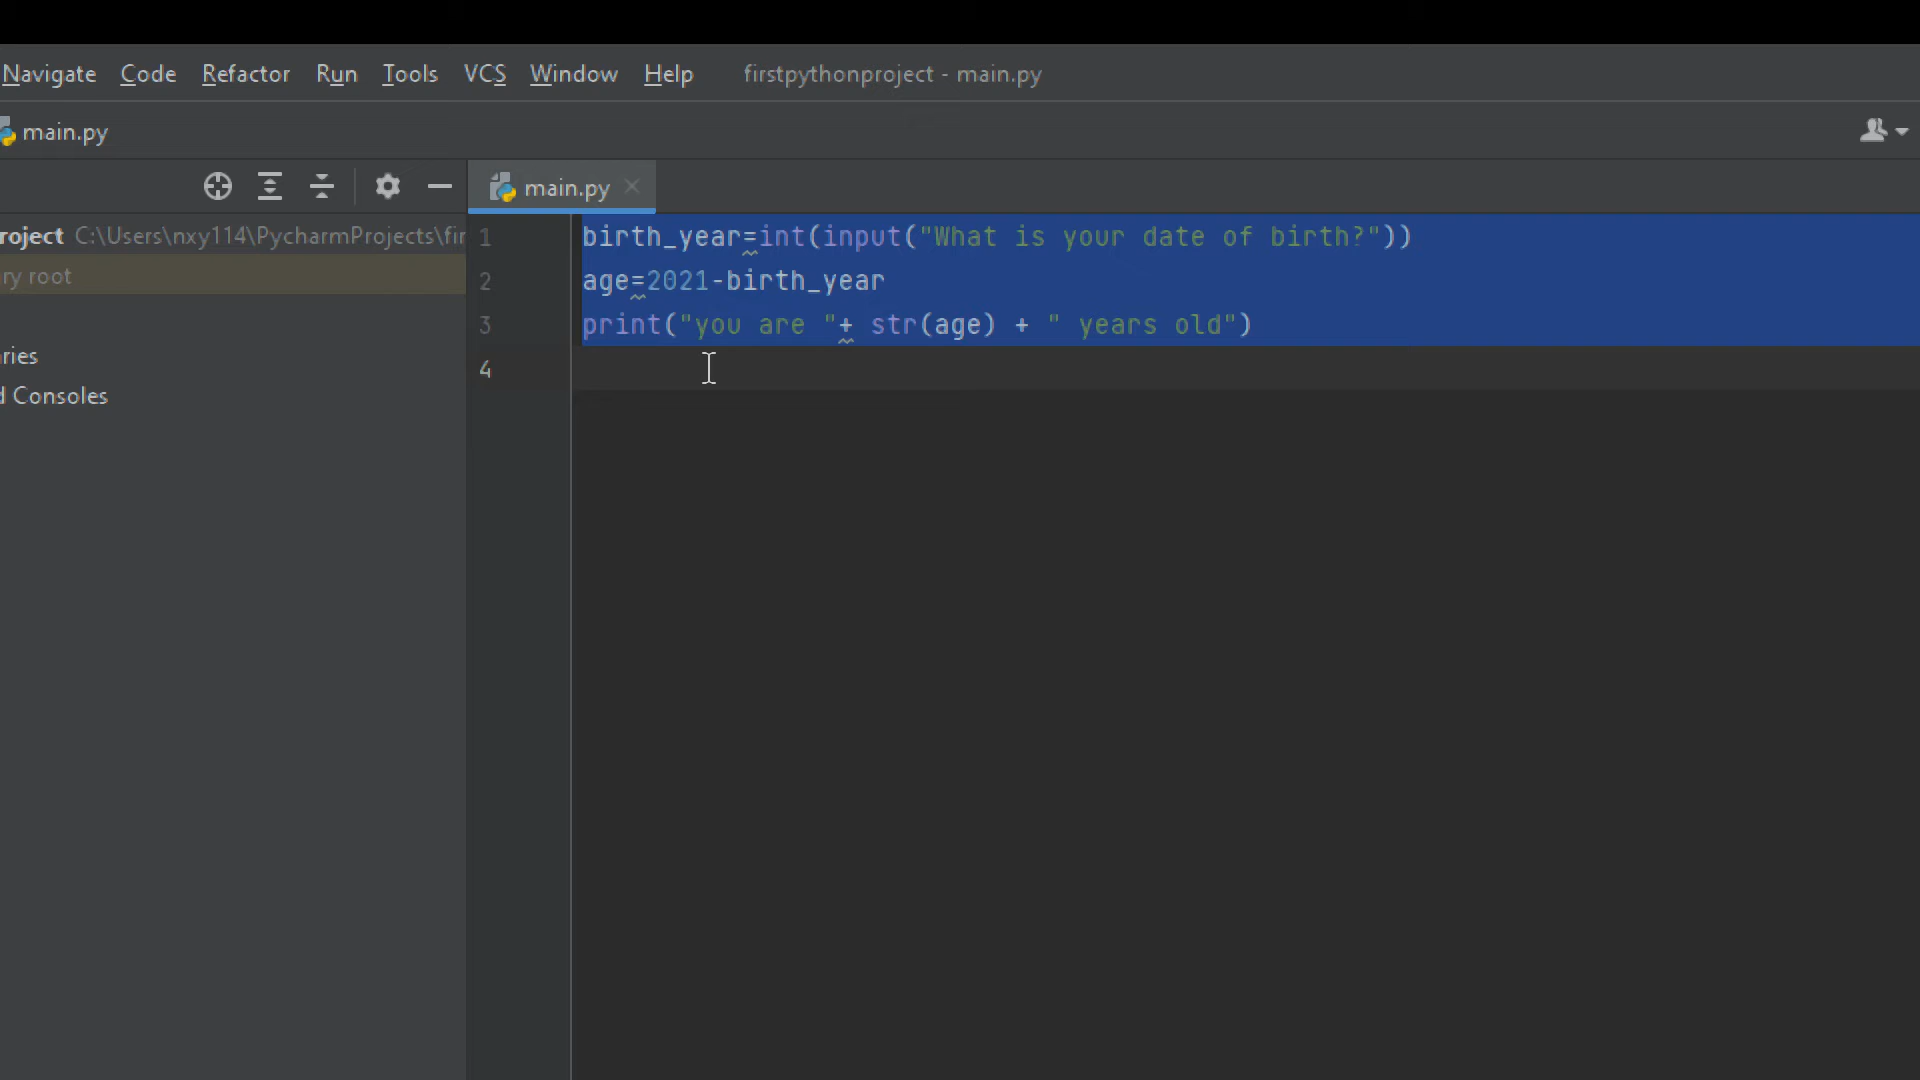 Navigate Code Refactor Run Tools VCS Window Help firstpythonproject - main.py
main.py
main.py
roject C:\Users\nxy114\PycharmProjects\fir
ry root
ries
d Consoles
1 birth_year=int(input("What is your date of birth?"))
2 age=2021-birth_year
3 print("you are "+ str(age) + " years old")
4